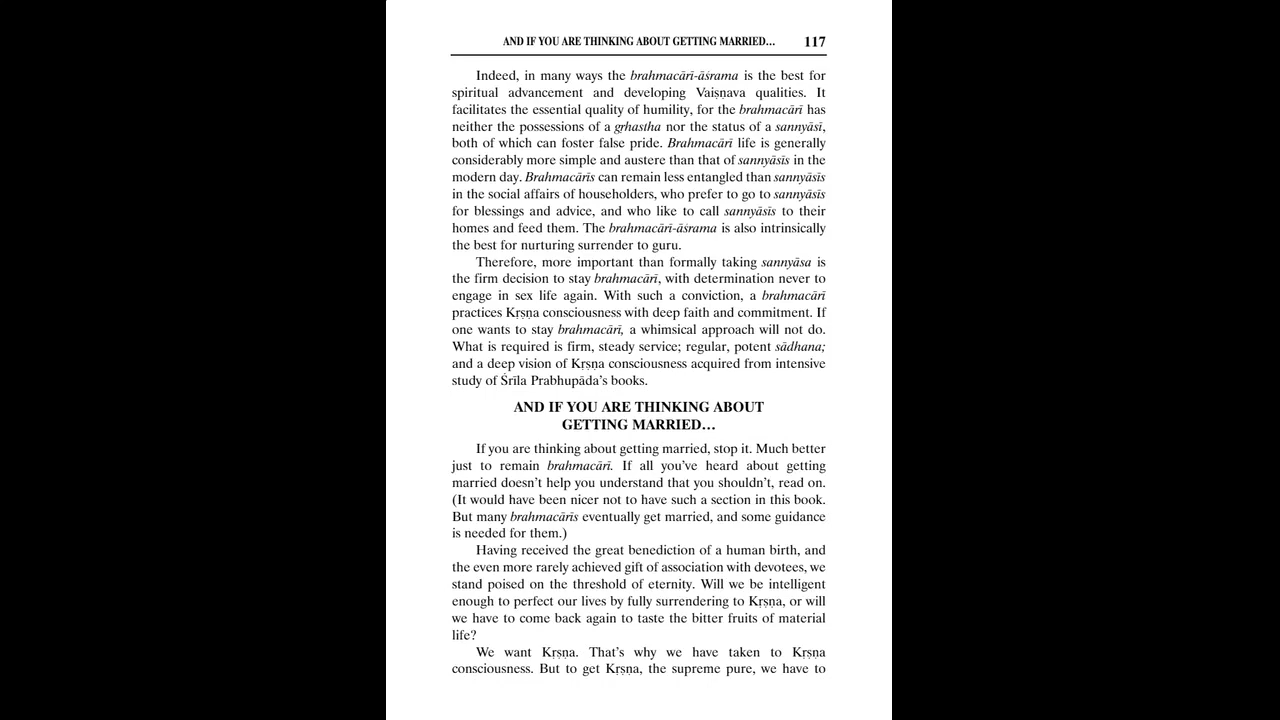 AND IF YOU ARE THINKING ABOUT GETTING MARRIED… 117
Indeed, in many ways the brahmacārī-āśrama is the best for
spiritual advancement and developing Vaiṣṇava qualities. It
facilitates the essential quality of humility, for the brahmacārī has
neither the possessions of a gṛhastha nor the status of a sannyāsī,
both of which can foster false pride. Brahmacārī life is generally
considerably more simple and austere than that of sannyāsīs in the
modern day. Brahmacārīs can remain less entangled than sannyāsīs
in the social affairs of householders, who prefer to go to sannyāsīs
for blessings and advice, and who like to call sannyāsīs to their
homes and feed them. The brahmacārī-āśrama is also intrinsically
the best for nurturing surrender to guru.
Therefore, more important than formally taking sannyāsa is
the firm decision to stay brahmacārī, with determination never to
engage in sex life again. With such a conviction, a brahmacārī
practices Kṛṣṇa consciousness with deep faith and commitment. If
one wants to stay brahmacārī, a whimsical approach will not do.
What is required is firm, steady service; regular, potent sādhana;
and a deep vision of Kṛṣṇa consciousness acquired from intensive
study of Śrīla Prabhupāda’s books.
AND IF YOU ARE THINKING ABOUT
GETTING MARRIED…
If you are thinking about getting married, stop it. Much better
just to remain brahmacārī. If all you’ve heard about getting
married doesn’t help you understand that you shouldn’t, read on.
(It would have been nicer not to have such a section in this book.
But many brahmacārīs eventually get married, and some guidance
is needed for them.)
Having received the great benediction of a human birth, and
the even more rarely achieved gift of association with devotees, we
stand poised on the threshold of eternity. Will we be intelligent
enough to perfect our lives by fully surrendering to Kṛṣṇa, or will
we have to come back again to taste the bitter fruits of material
life?
We want Kṛṣṇa. That’s why we have taken to Kṛṣṇa
consciousness. But to get Kṛṣṇa, the supreme pure, we have to